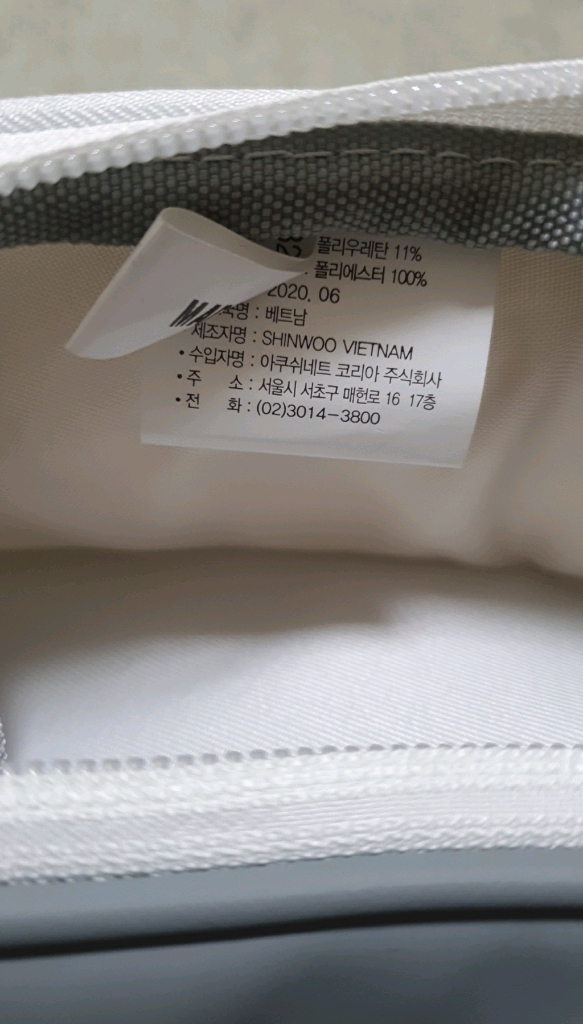 폴리우레탄 11%
: 폴리에스터 100%
2020. 06
국명 : 베트남
제조자명 : SHINWOO VIETNAM
• 수입자명 : 아쿠쉬네트 코리아 주식회사
• 주 소 : 서울시 서초구 매헌로 16 17층
• 전 화 : (02)3014-3800